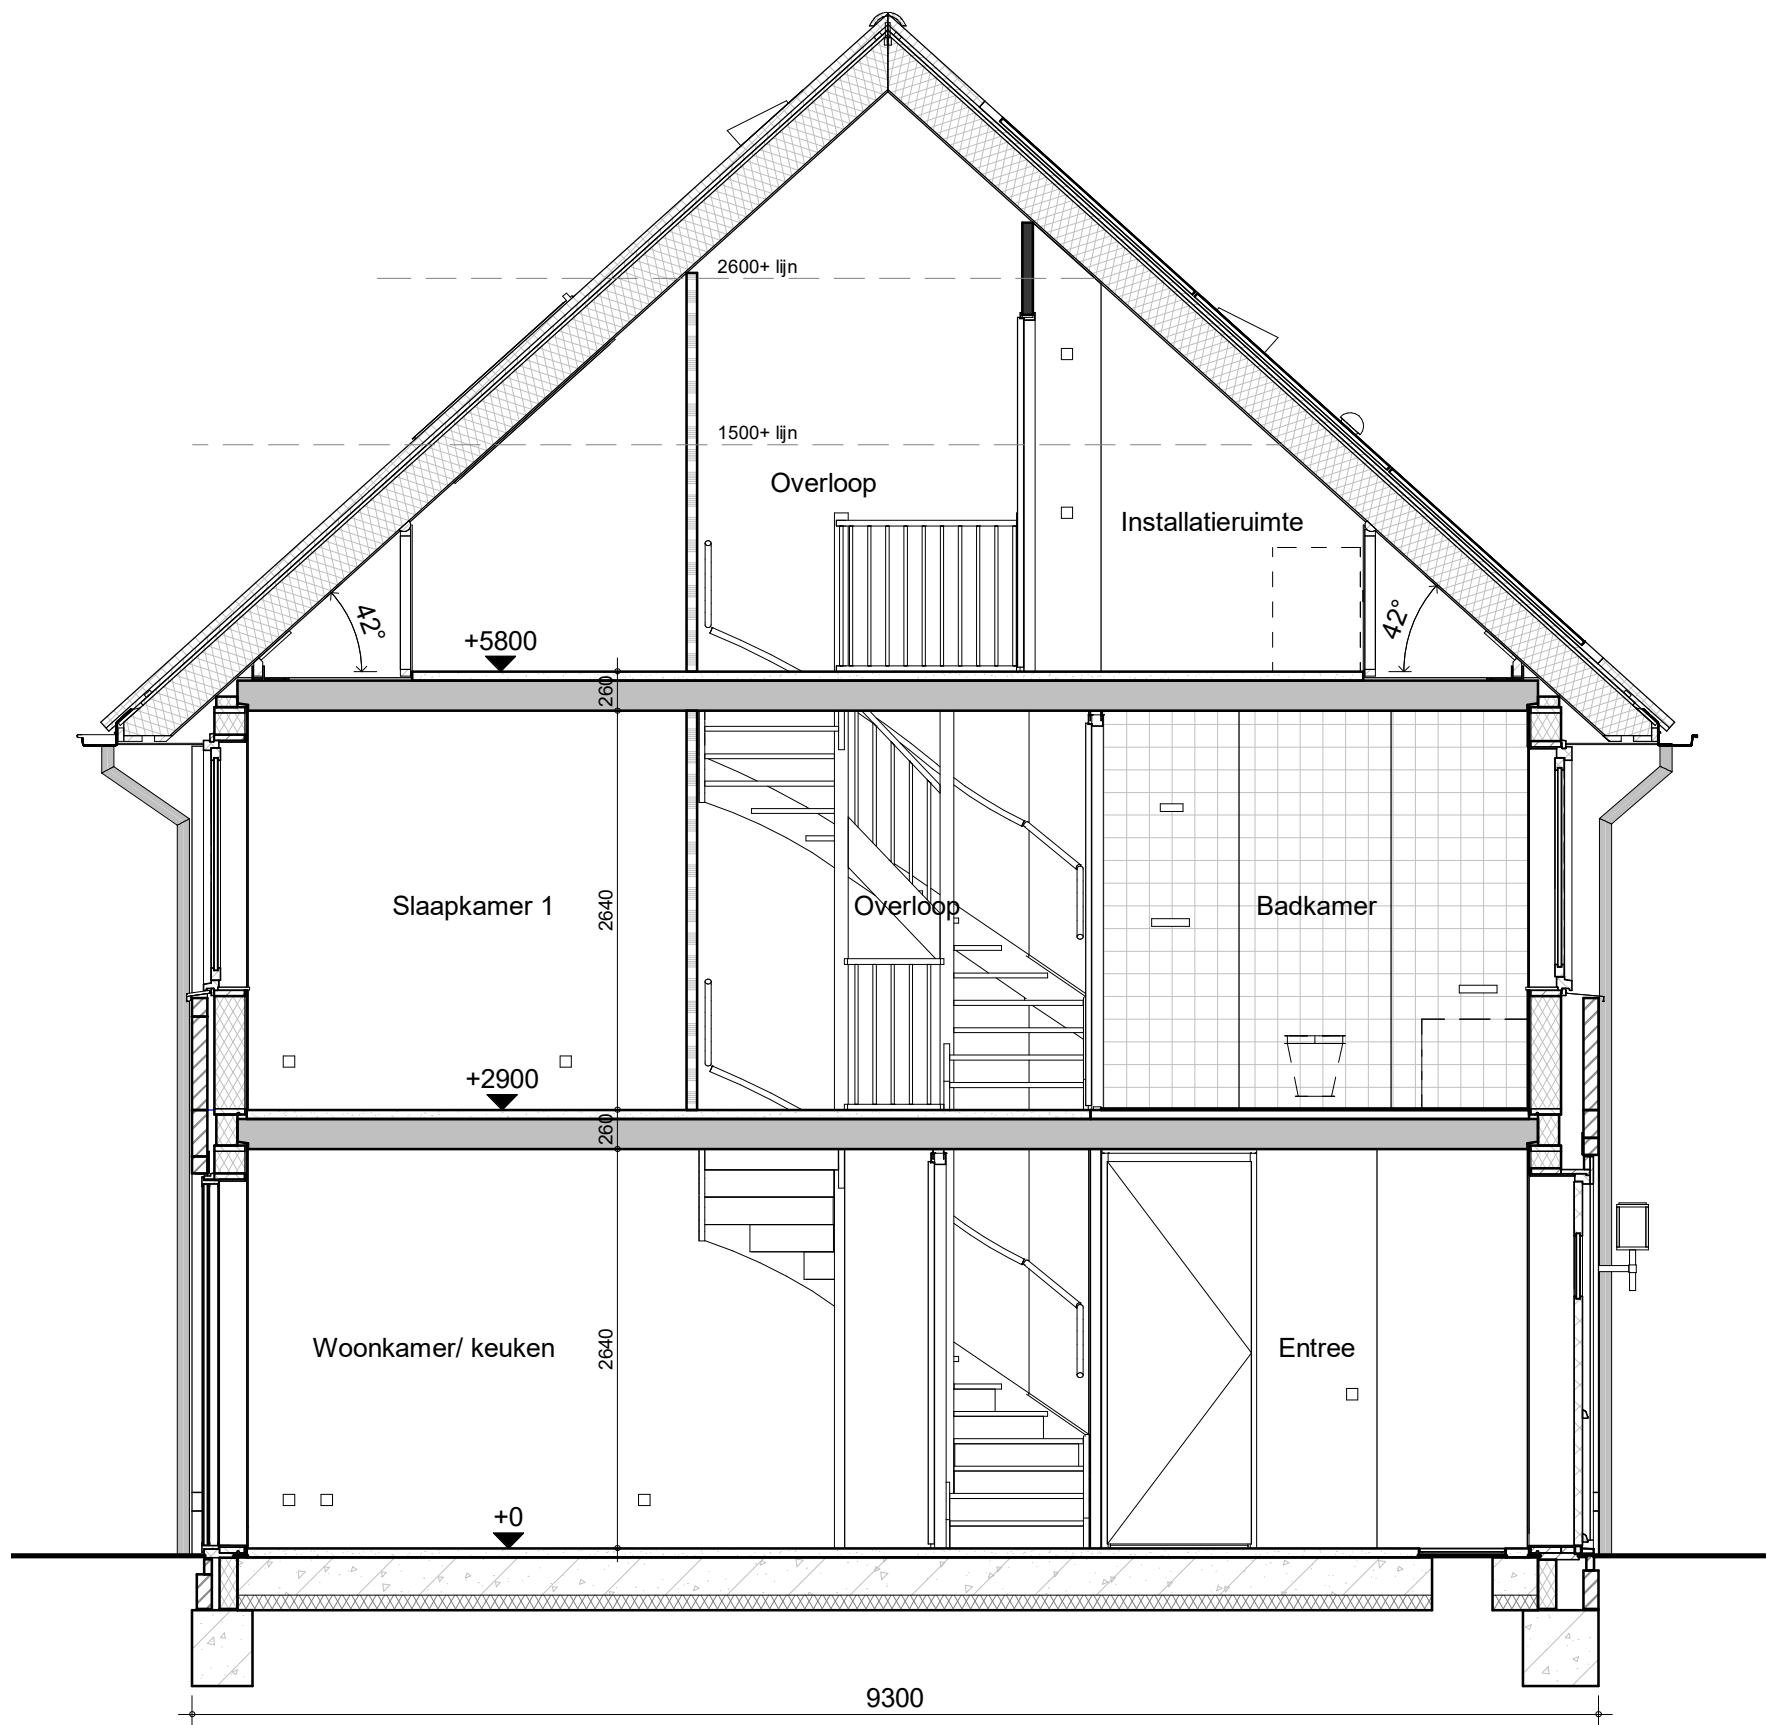 2600+ lijn
1500+ lijn
Overloop
Installatieruimte
42°
42°
+5800
260
Slaapkamer 1
2640
Overloop
Badkamer
+2900
260
Woonkamer/ keuken
2640
Entree
+0
9300